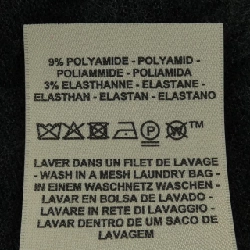 9% POLYAMIDE - POLYAMID -
POLIAMMIDE - POLIAMIDA
3% ELASTHANNE - ELASTANE -
ELASTHAN - ELASTAN - ELASTANO
P W TM
LAVER DANS UN FILET DE LAVAGE
- WASH IN A MESH LAUNDRY BAG -
IN EINEM WASCHNETZ WASCHEN -
LAVAR EN BOLSA DE LAVADO -
LAVARE IN RETE DI LAVAGGIO -
LAVAR DENTRO DE UM SACO DE
LAVAGEM